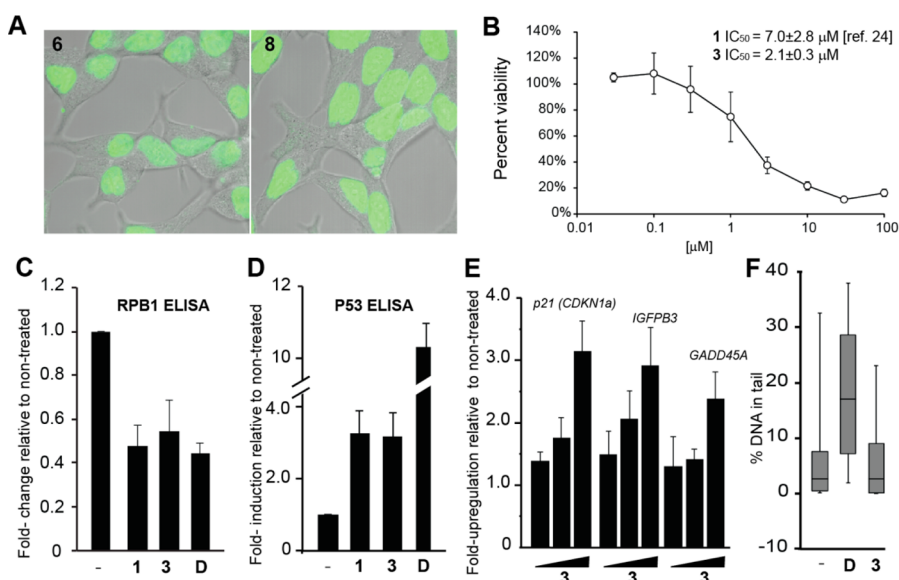 A
6
8
B
1 IC50 = 7.0±2.8 µM [ref. 24]
3 IC50 = 2.1±0.3 µM
Percent viability
140%
120%
100%
80%
60%
40%
20%
0%
0.01 0.1 1 10 100
[µM]
C
RPB1 ELISA
Fold- change relative to non-treated
1.2
1.0
0.8
0.6
0.4
0.2
0
- 1 3 D
D
P53 ELISA
Fold- induction relative to non-treated
12
10
4.0
2.0
0
- 1 3 D
E
p21 (CDKN1a)
IGFPB3
GADD45A
Fold-upregulation relative to non-treated
4.0
3.0
2.0
1.0
0
3 3 3
F
% DNA in tail
40
30
20
10
0
-10
- D 3